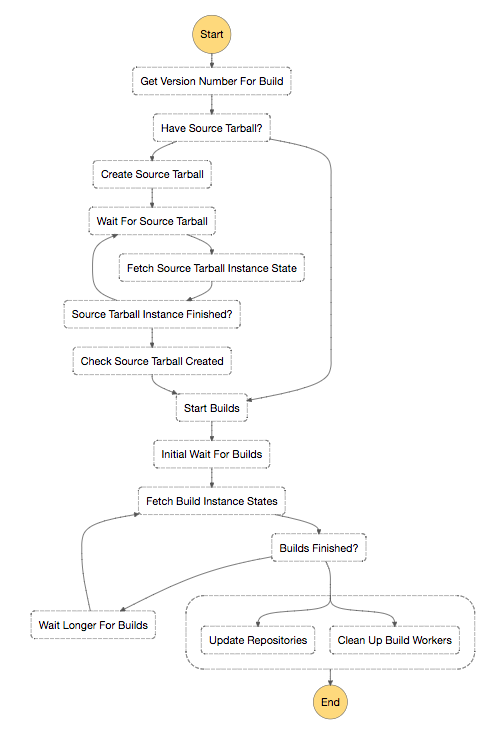 Start
Get Version Number For Build
Have Source Tarball?
Create Source Tarball
Wait For Source Tarball
Fetch Source Tarball Instance State
Source Tarball Instance Finished?
Check Source Tarball Created
Start Builds
Initial Wait For Builds
Fetch Build Instance States
Builds Finished?
Wait Longer For Builds
Update Repositories
Clean Up Build Workers
End